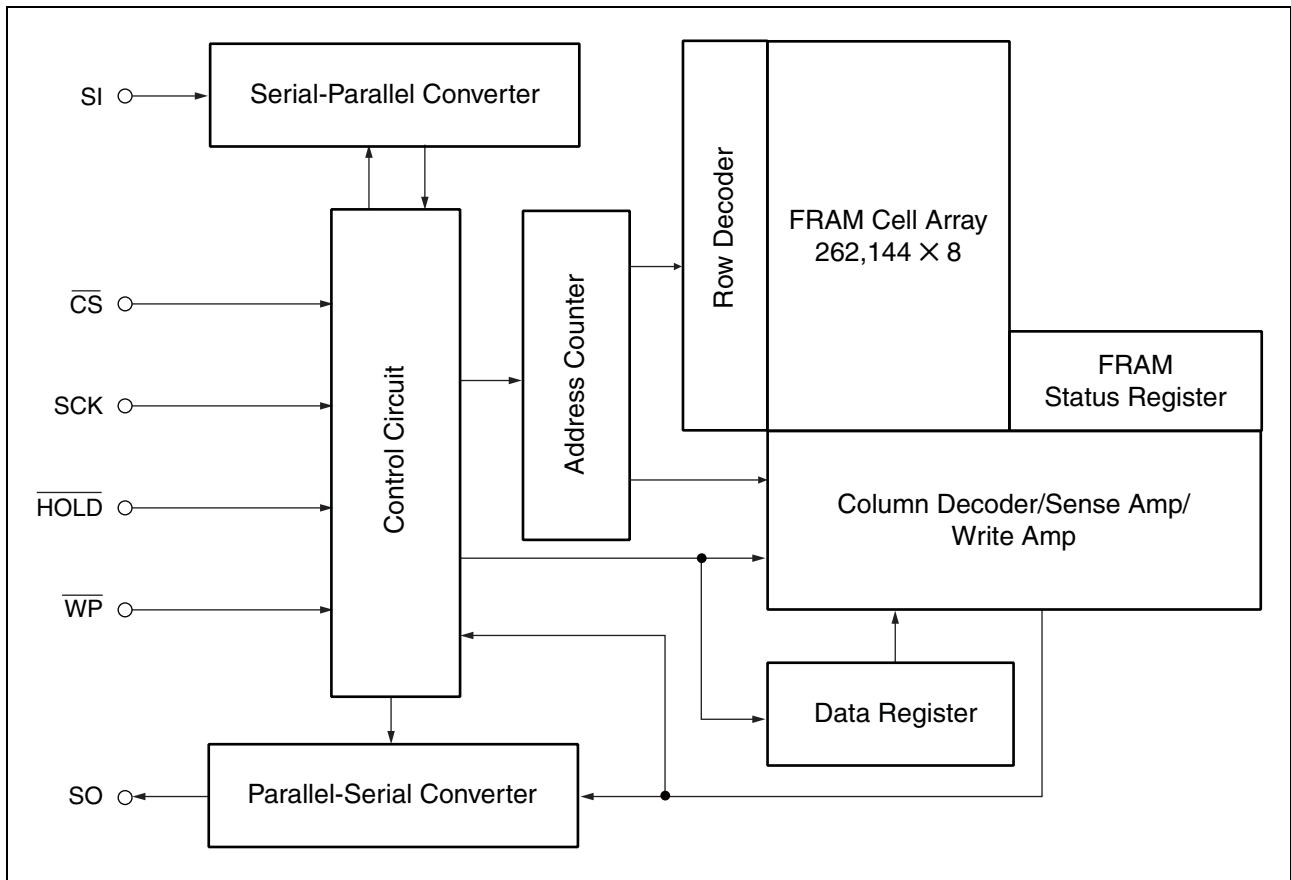 SI
Serial-Parallel Converter
Row Decoder
FRAM Cell Array
262,144 × 8
CS
SCK
HOLD
WP
Control Circuit
Address Counter
FRAM
Status Register
Column Decoder/Sense Amp/
Write Amp
Data Register
SO
Parallel-Serial Converter